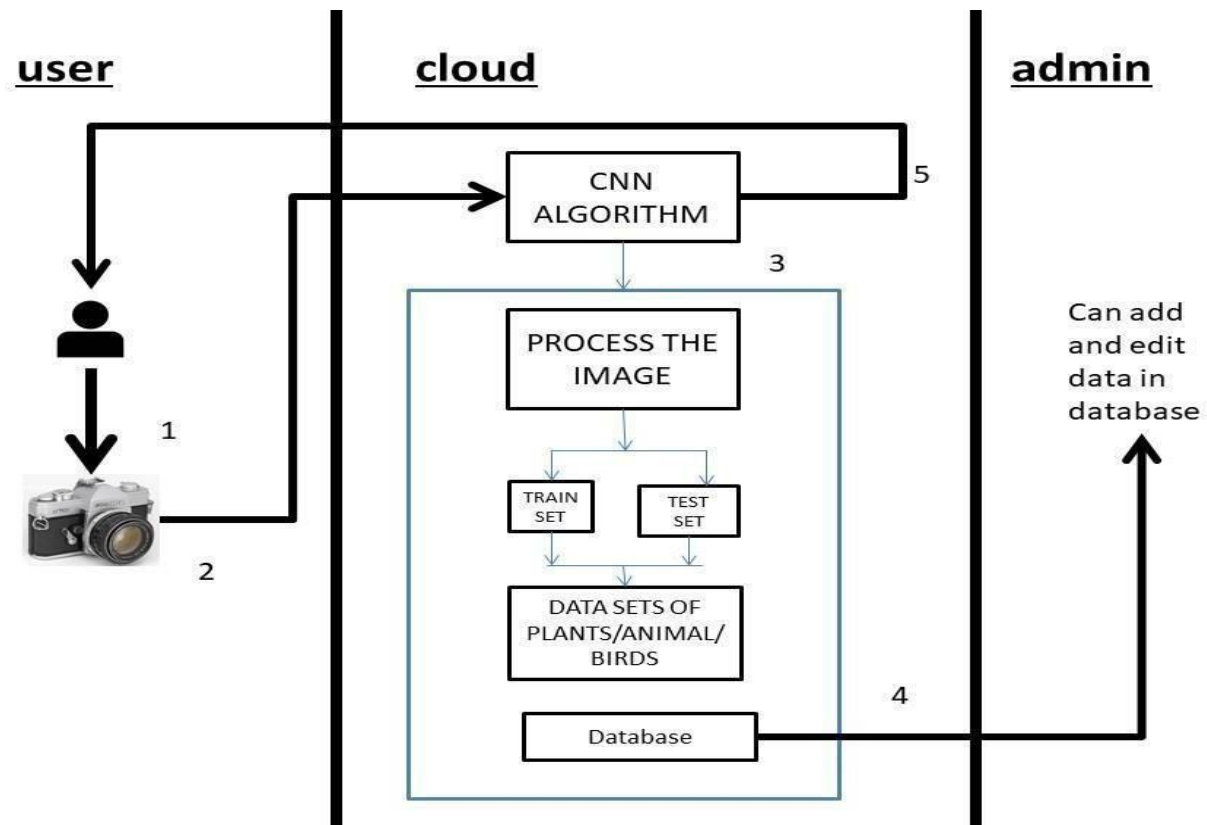 user
cloud
admin
CNN
ALGORITHM
5
3
PROCESS THE
IMAGE
Can add
and edit
data in
database
1
TRAIN
SET
TEST
SET
2
DATA SETS OF
PLANTS/ANIMAL/
BIRDS
4
Database